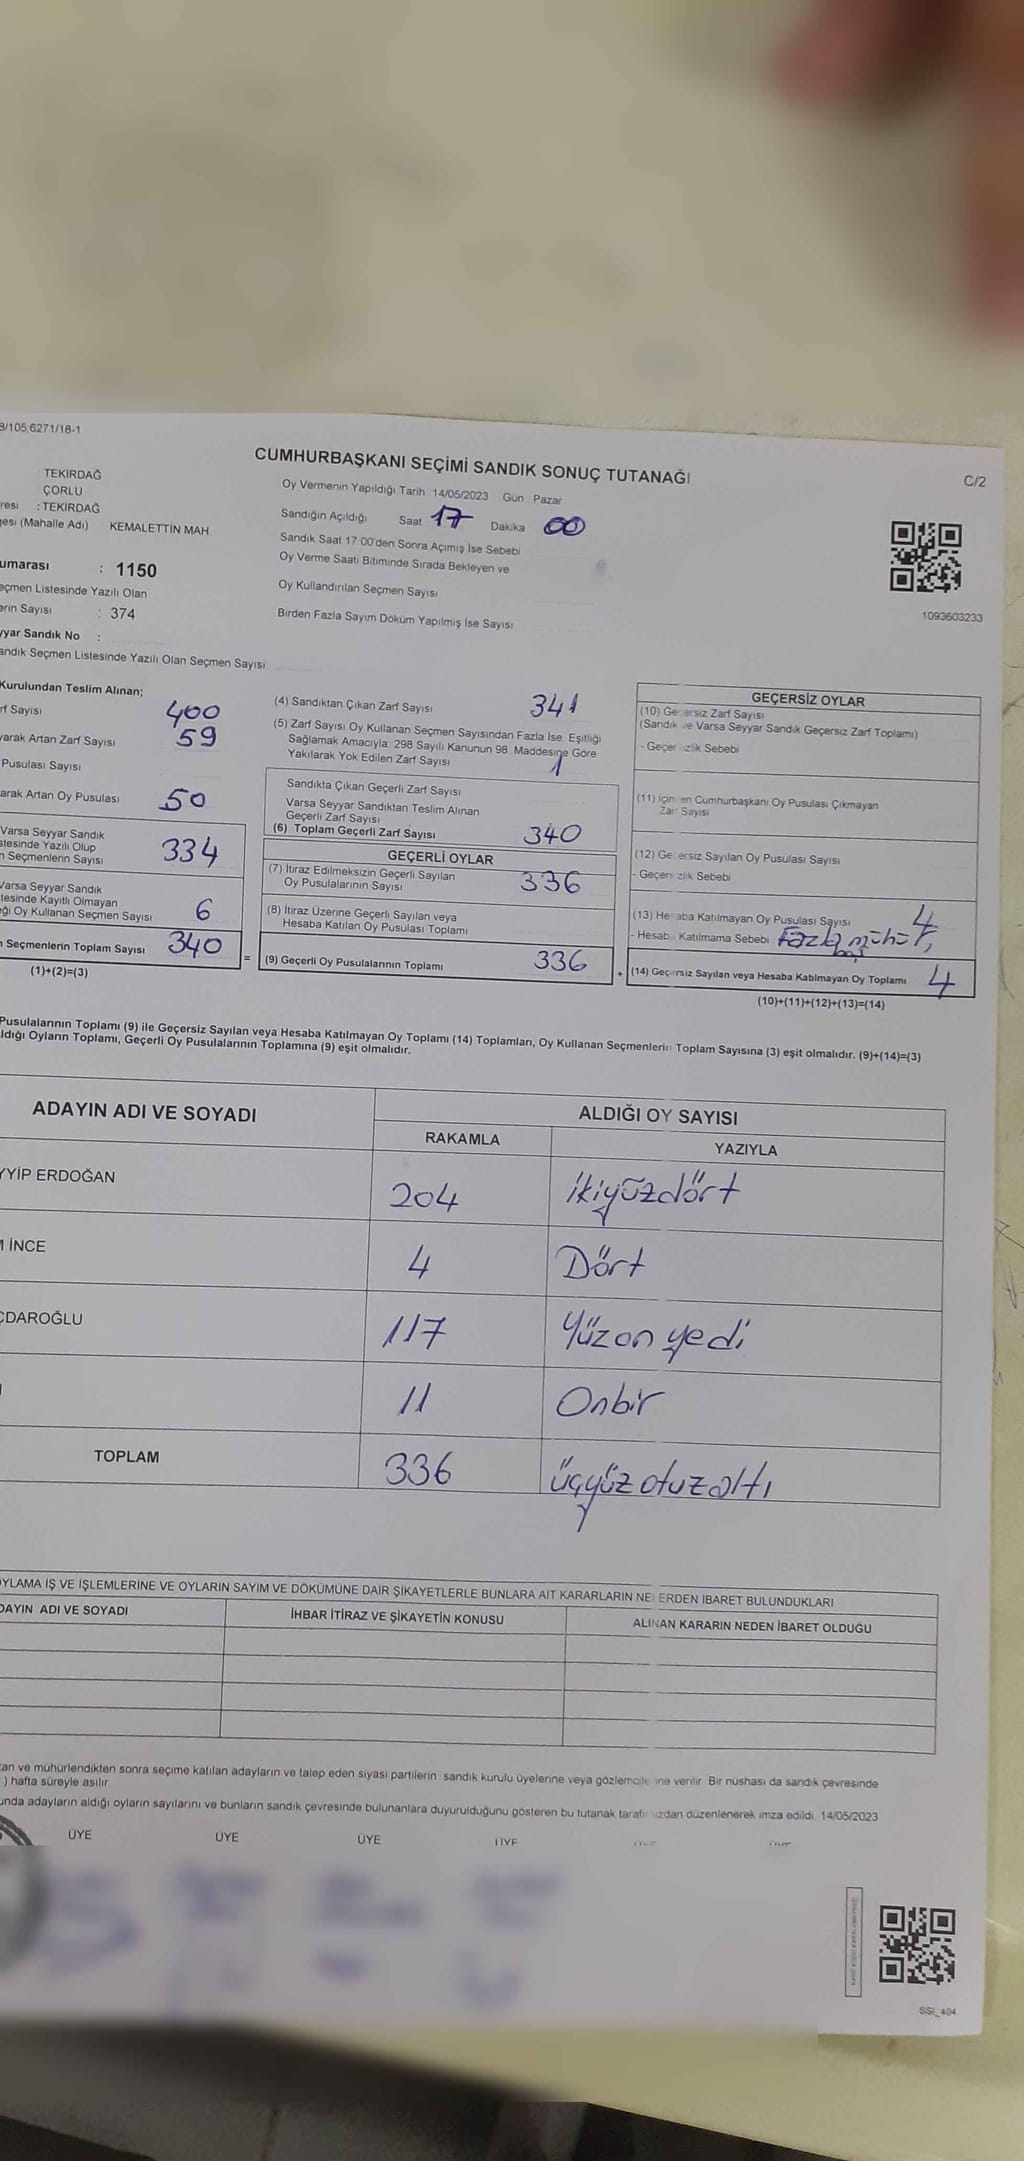 8/105,6271/18-1
CUMHURBAŞKANI SEÇİMİ SANDIK SONUÇ TUTANAĞI
C/2
TEKİRDAĞ
ÇORLU
resi : TEKİRDAĞ
gesi (Mahalle Adı) KEMALETTİN MAH.
Oy Vermenin Yapıldığı Tarih 14/05/2023 Gün Pazar
Sandığın Açıldığı Saat 17 Dakika 00
Sandık Saat 17:00'den Sonra Açımış İse Sebebi
Oy Verme Saati Bitiminde Sırada Bekleyen ve
Oy Kullandırılan Seçmen Sayısı
Birden Fazla Sayım Döküm Yapılmış İse Sayısı
1093603233
umarası : 1150
eçmen Listesinde Yazılı Olan
erin Sayısı : 374
yyar Sandık No :
andık Seçmen Listesinde Yazılı Olan Seçmen Sayısı
Kurulundan Teslim Alınan;
rf Sayısı 400
arak Artan Zarf Sayısı 59
Pusulası Sayısı
arak Artan Oy Pusulası 50
Varsa Seyyar Sandık
stesinde Yazılı Olup
n Seçmenlerin Sayısı 334
Varsa Seyyar Sandık
tesinde Kayıtlı Olmayan
eği Oy Kullanan Seçmen Sayısı 6
n Seçmenlerin Toplam Sayısı 340
(1)+(2)=(3)
(4) Sandıktan Çıkan Zarf Sayısı 341
(5) Zarf Sayısı Oy Kullanan Seçmen Sayısından Fazla İse, Eşitliği
Sağlamak Amacıyla, 298 Sayılı Kanunun 98. Maddesine Göre
Yakılarak Yok Edilen Zarf Sayısı 1
Sandıkta Çıkan Geçerli Zarf Sayısı
Varsa Seyyar Sandıktan Teslim Alınan
Geçerli Zarf Sayısı
(6) Toplam Geçerli Zarf Sayısı 340
GEÇERLİ OYLAR
(7) İtiraz Edilmeksizin Geçerli Sayılan
Oy Pusulalarının Sayısı 336
(8) İtiraz Üzerine Geçerli Sayılan veya
Hesaba Katılan Oy Pusulası Toplamı
= (9) Geçerli Oy Pusulalarının Toplamı 336
GEÇERSİZ OYLAR
(10) Geçersiz Zarf Sayısı
(Sandık ve Varsa Seyyar Sandık Geçersiz Zarf Toplamı)
- Geçersizlik Sebebi
(11) İçinden Cumhurbaşkanı Oy Pusulası Çıkmayan
Zarf Sayısı
(12) Geçersiz Sayılan Oy Pusulası Sayısı
- Geçersizlik Sebebi
(13) Hesaba Katılmayan Oy Pusulası Sayısı 4
- Hesaba Katılmama Sebebi Fazla mühür,
+ (14) Geçersiz Sayılan veya Hesaba Katılmayan Oy Toplamı 4
(10)+(11)+(12)+(13)=(14)
Pusulalarının Toplamı (9) ile Geçersiz Sayılan veya Hesaba Katılmayan Oy Toplamı (14) Toplamları, Oy Kullanan Seçmenlerin Toplam Sayısına (3) eşit olmalıdır. (9)+(14)=(3)
ldığı Oyların Toplamı, Geçerli Oy Pusulalarının Toplamına (9) eşit olmalıdır.
ADAYIN ADI VE SOYADI
ALDIĞI OY SAYISI
RAKAMLA YAZIYLA
YYİP ERDOĞAN 204 ikiyüzdört
M İNCE 4 Dört
ÇDAROĞLU 117 Yüzon yedi
11 Onbir
TOPLAM 336 üçyüz otuz altı
OYLAMA İŞ VE İŞLEMLERİNE VE OYLARIN SAYIM VE DÖKÜMÜNE DAİR ŞİKAYETLERLE BUNLARA AİT KARARLARIN NELERDEN İBARET BULUNDUKLARI
DAYIN ADI VE SOYADI İHBAR İTİRAZ VE ŞİKAYETİN KONUSU ALINAN KARARIN NEDEN İBARET OLDUĞU
an ve mühürlendikten sonra seçime katılan adayların ve talep eden siyasi partilerin sandık kurulu üyelerine veya gözlemcilerine verilir. Bir nüshası da sandık çevresinde
) hafta süreyle asılır.
unda adayların aldığı oyların sayılarını ve bunların sandık çevresinde bulunanlara duyurulduğunu gösteren bu tutanak tarafımızdan düzenlenerek imza edildi. 14/05/2023
ÜYE ÜYE ÜYE ÜYE
SSI_404